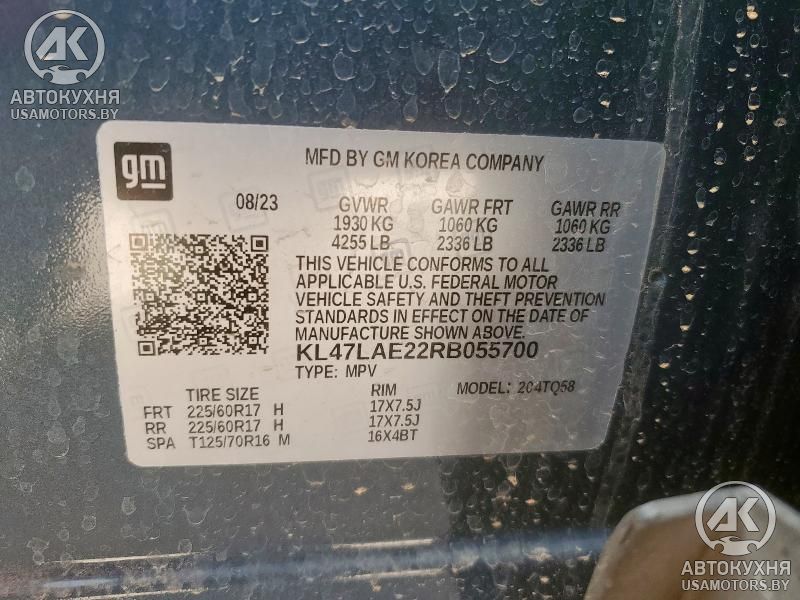 AK
АВТОКУХНЯ
USAMOTORS.BY
gm
MFD BY GM KOREA COMPANY
08/23 GVWR GAWR FRT GAWR RR
1930 KG 1060 KG 1060 KG
4255 LB 2336 LB 2336 LB
THIS VEHICLE CONFORMS TO ALL
APPLICABLE U.S. FEDERAL MOTOR
VEHICLE SAFETY AND THEFT PREVENTION
STANDARDS IN EFFECT ON THE DATE OF
MANUFACTURE SHOWN ABOVE.
KL47LAE22RB055700
TYPE: MPV
TIRE SIZE RIM MODEL: 204TQ58
FRT 225/60R17 H 17X7.5J
RR 225/60R17 H 17X7.5J
SPA T125/70R16 M 16X4BT
AK
АВТОКУХНЯ
USAMOTORS.BY